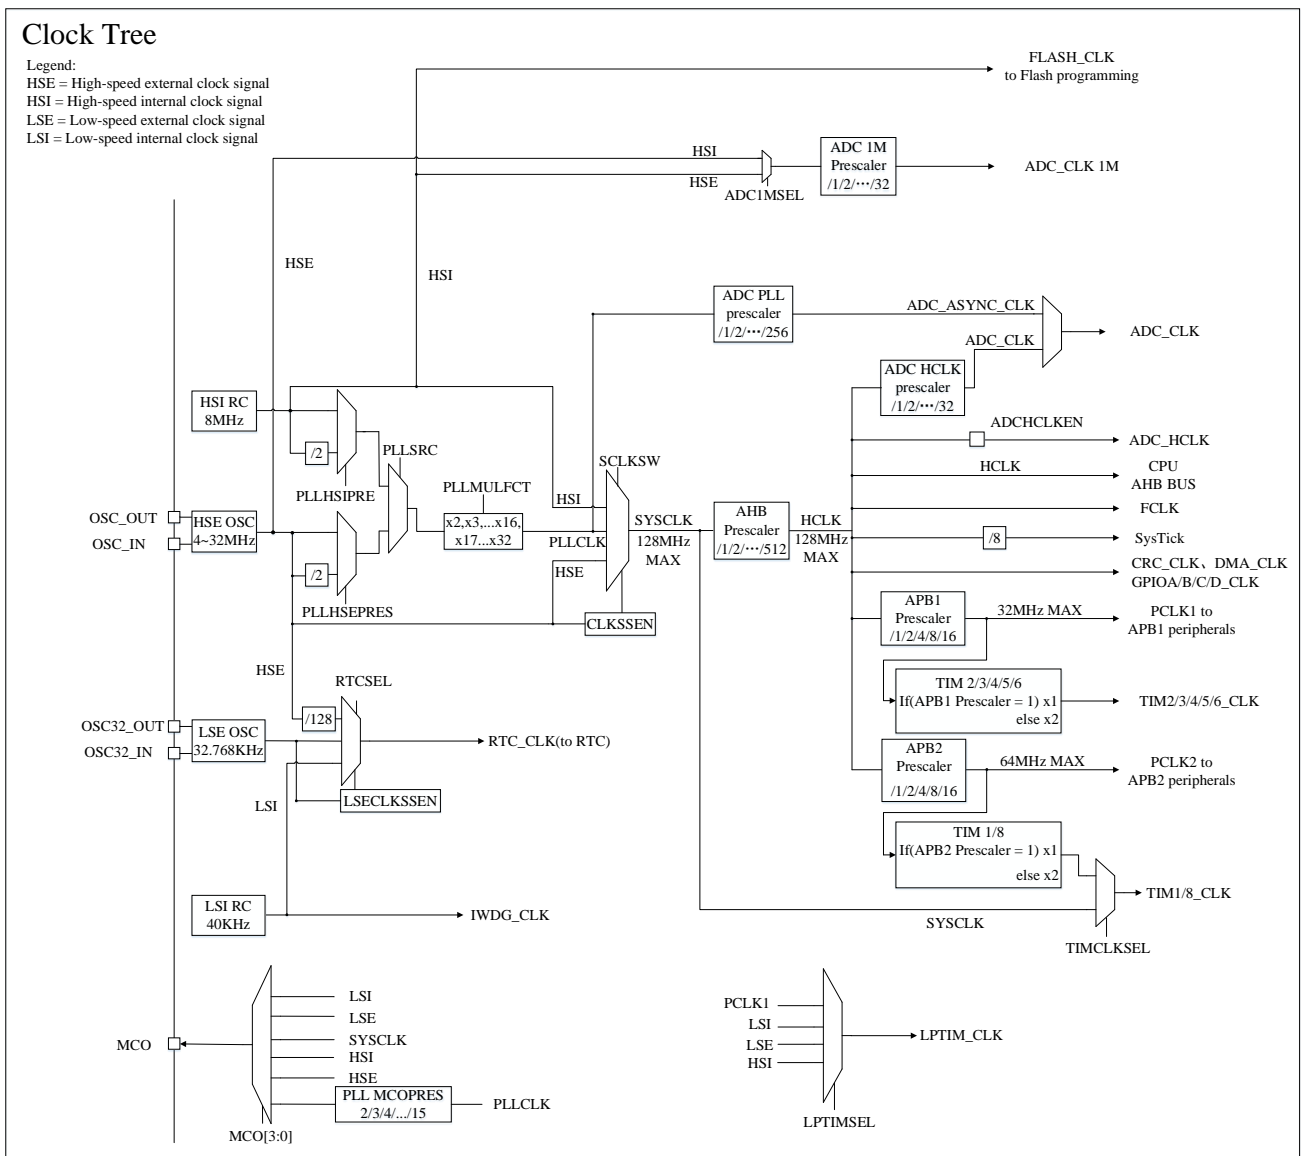 Clock Tree
Legend:
HSE = High-speed external clock signal
HSI = High-speed internal clock signal
LSE = Low-speed external clock signal
LSI = Low-speed internal clock signal
FLASH_CLK
to Flash programming
HSI
HSE
ADC1MSEL
ADC 1M
Prescaler
/1/2/···/32
ADC_CLK 1M
HSE
HSI
ADC PLL
prescaler
/1/2/···/256
ADC_ASYNC_CLK
ADC_CLK
ADC_CLK
ADC HCLK
prescaler
/1/2/···/32
HSI RC
8MHz
/2
PLLHSIPRE
PLLSRC
PLLMULFCT
x2,x3,...x16,
x17...x32
OSC_OUT
OSC_IN
HSE OSC
4~32MHz
/2
PLLHSEPRES
SCLKSW
HSI
PLLCLK
HSE
CLKSSEN
SYSCLK
128MHz
MAX
AHB
Prescaler
/1/2/···/512
HCLK
128MHz
MAX
ADCHCLKEN
ADC_HCLK
HCLK
CPU
AHB BUS
FCLK
/8
SysTick
CRC_CLK、DMA_CLK
GPIOA/B/C/D_CLK
APB1
Prescaler
/1/2/4/8/16
32MHz MAX
PCLK1 to
APB1 peripherals
TIM 2/3/4/5/6
If(APB1 Prescaler = 1) x1
else x2
TIM2/3/4/5/6_CLK
APB2
Prescaler
/1/2/4/8/16
64MHz MAX
PCLK2 to
APB2 peripherals
TIM 1/8
If(APB2 Prescaler = 1) x1
else x2
TIM1/8_CLK
SYSCLK
TIMCLKSEL
HSE
RTCSEL
/128
OSC32_OUT
OSC32_IN
LSE OSC
32.768KHz
RTC_CLK(to RTC)
LSI
LSECLKSSEN
LSI RC
40KHz
IWDG_CLK
MCO
LSI
LSE
SYSCLK
HSI
HSE
PLL MCOPRES
2/3/4/.../15
PLLCLK
MCO[3:0]
PCLK1
LSI
LSE
HSI
LPTIM_CLK
LPTIMSEL